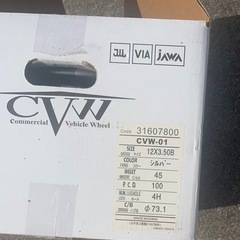 JWL VIA JAWA
CVW
Commercial Vehicle Wheel
Code 31607800
CVW-01
SIZE 12X3.50B
COLOR シルバー
INSET 45
P.C.D 100
4H
C/B φ73.1